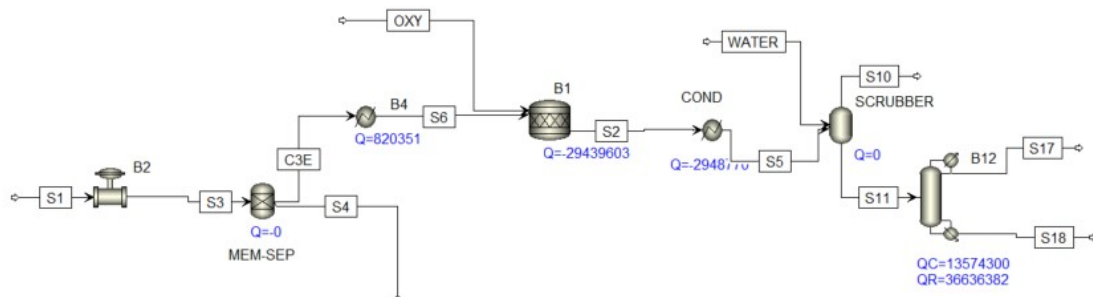 OXY
WATER
S10
B1
COND
SCRUBBER
B4
S6
S17
Q=820351
S2
B12
B2
C3E
Q=-29439603
S5
Q=0
Q=-2948770
S1
S3
S4
S11
Q=-0
MEM-SEP
S18
QC=13574300
QR=36636382